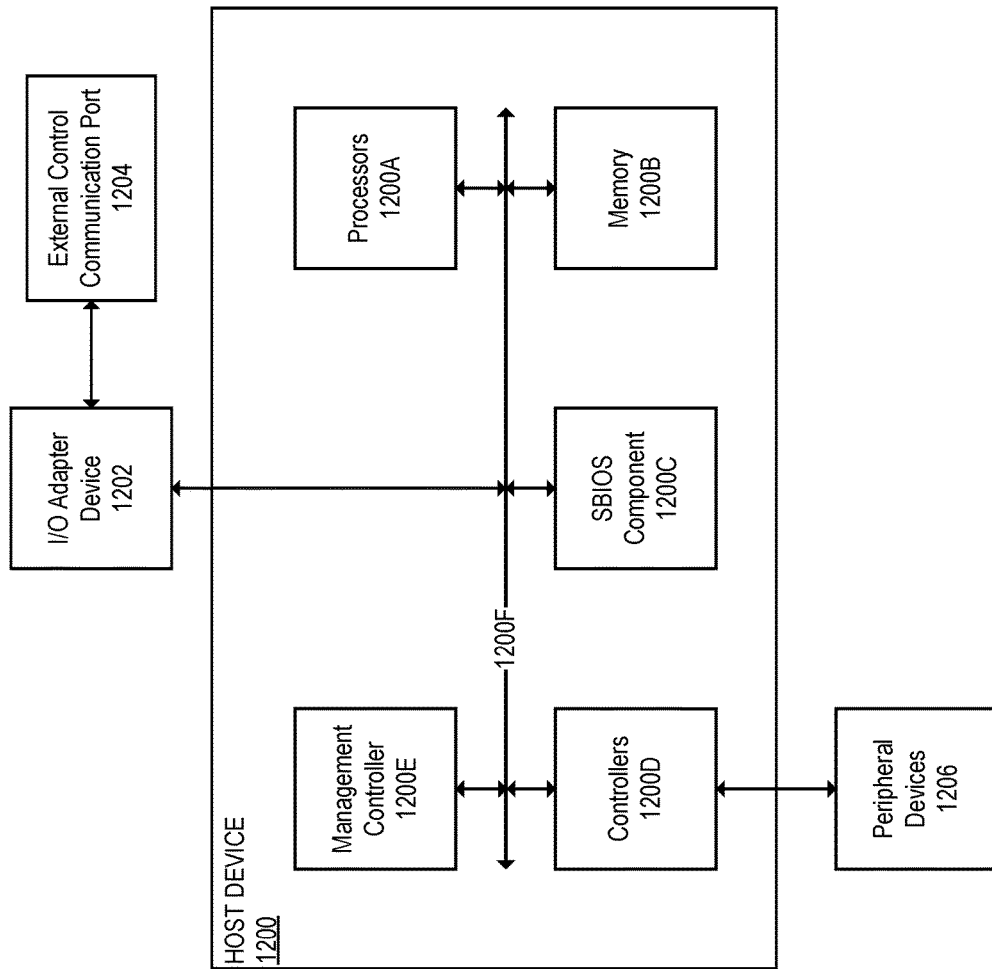 HOST DEVICE
1200
I/O Adapter
Device
1202
External Control
Communication Port
1204
Management
Controller
1200E
Processors
1200A
1200F
Controllers
1200D
SBIOS
Component
1200C
Memory
1200B
Peripheral
Devices
1206